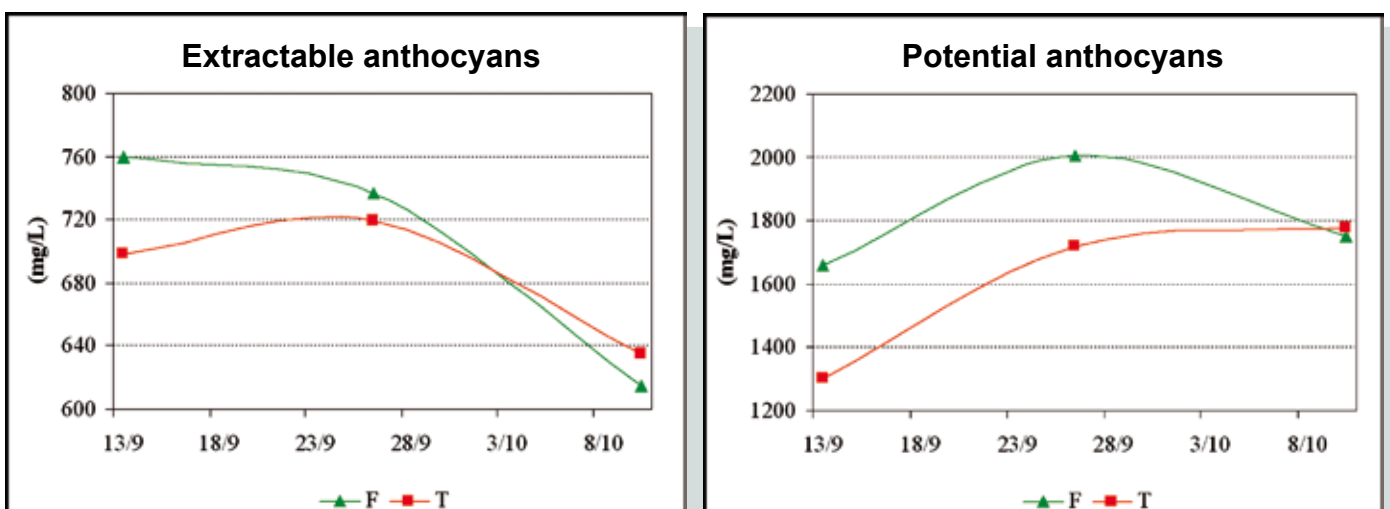 Extractable anthocyans
800
760
720
680
640
600
(mg/L)
13/9 18/9 23/9 28/9 3/10 8/10
F T
Potential anthocyans
2200
2000
1800
1600
1400
1200
(mg/L)
13/9 18/9 23/9 28/9 3/10 8/10
F T